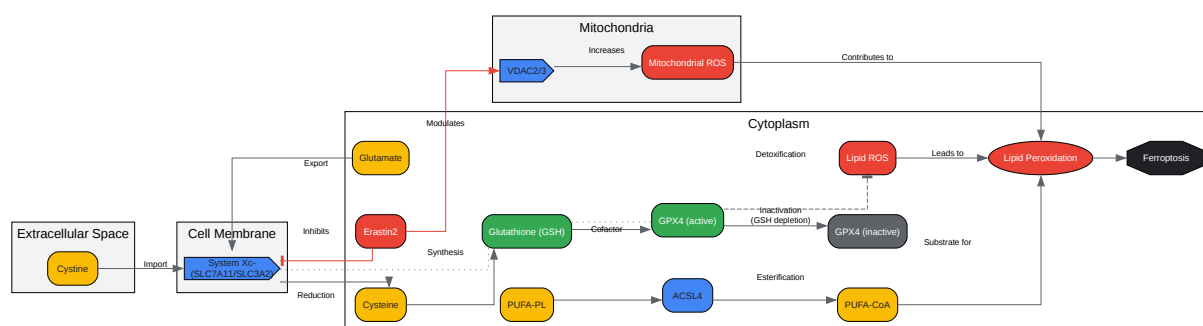 Mitochondria
Increases
VDAC2/3
Mitochondrial ROS
Contributes to
Modulates
Cytoplasm
Glutamate
Export
Detoxification
Lipid ROS
Leads to
Lipid Peroxidation
Ferroptosis
Extracellular Space
Cystine
Import
Cell Membrane
System Xc-
(SLC7A11/SLC3A2)
Inhibits
Erastin2
Synthesis
Reduction
Cysteine
Glutathione (GSH)
Cofactor
GPX4 (active)
Inactivation
(GSH depletion)
GPX4 (inactive)
Substrate for
PUFA-PL
ACSL4
Esterification
PUFA-CoA